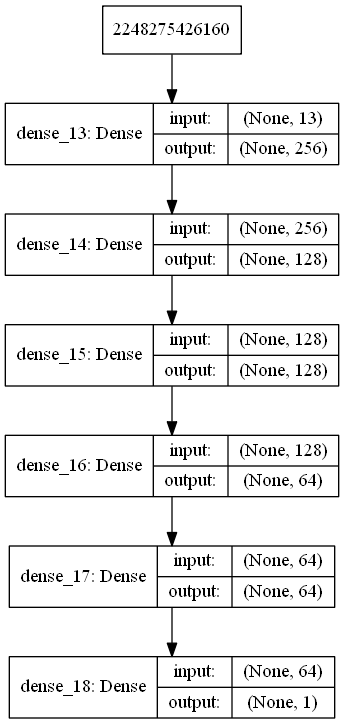 2248275426160
dense_13: Dense
input: (None, 13)
output: (None, 256)
dense_14: Dense
input: (None, 256)
output: (None, 128)
dense_15: Dense
input: (None, 128)
output: (None, 128)
dense_16: Dense
input: (None, 128)
output: (None, 64)
dense_17: Dense
input: (None, 64)
output: (None, 64)
dense_18: Dense
input: (None, 64)
output: (None, 1)